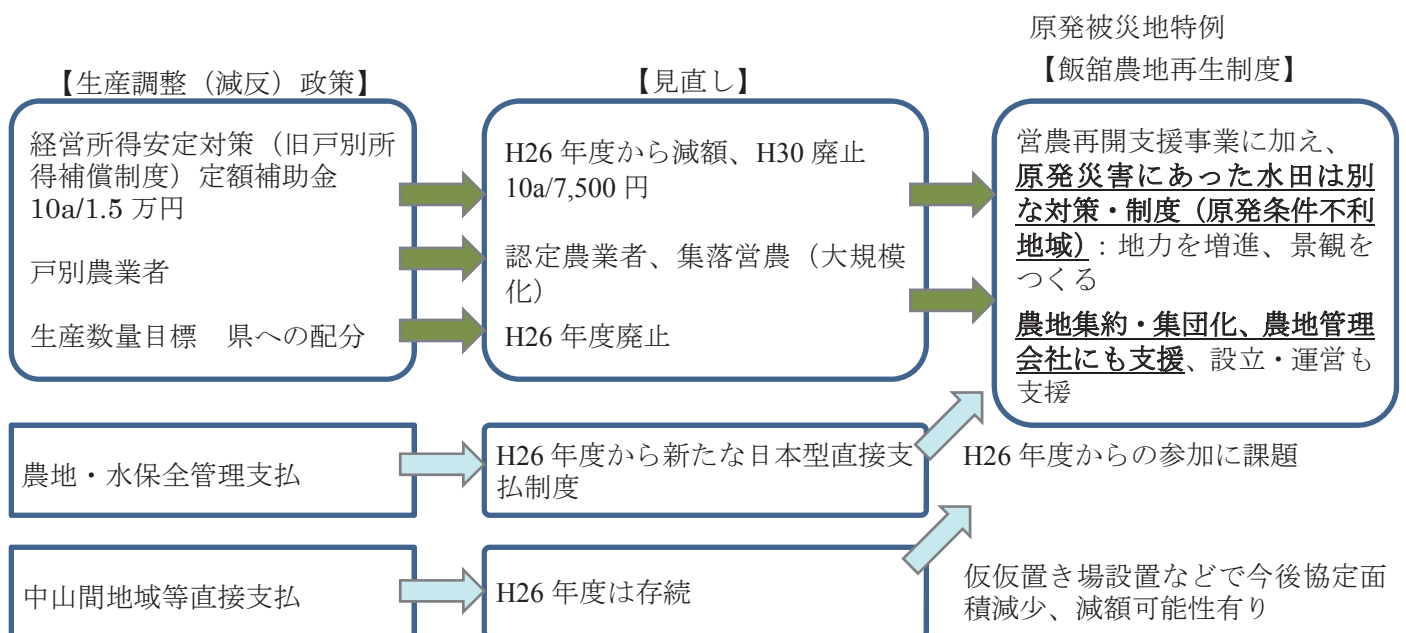 原発被災地特例
【生産調整（減反）政策】
【見直し】
【飯舘農地再生制度】
経営所得安定対策（旧戸別所
得補償制度）定額補助金
10a/1.5 万円
戸別農業者
生産数量目標　県への配分
H26 年度から減額、H30 廃止
10a/7,500 円
認定農業者、集落営農（大規模
化）
H26 年度廃止
営農再開支援事業に加え、
原発災害にあった水田は別
な対策・制度（原発条件不利
地域）：地力を増進、景観を
つくる
農地集約・集団化、農地管理
会社にも支援、設立・運営も
支援
農地・水保全管理支払
H26 年度から新たな日本型直接支
払制度
H26 年度からの参加に課題
中山間地域等直接支払
H26 年度は存続
仮仮置き場設置などで今後協定面
積減少、減額可能性有り